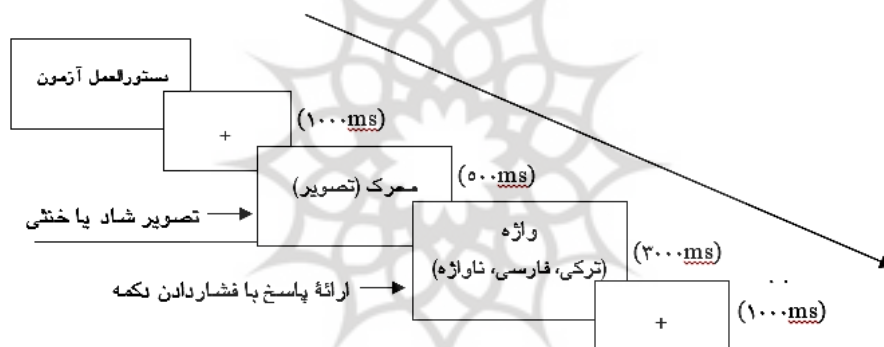 دستورالعمل آزمون
+
(۱۰۰۰ms)
محرک (تصویر)
(۵۰۰ms)
تصویر شاد یا خنثی
واژه
(ترکی، فارسی، ناواژه)
(۳۰۰۰ms)
ارائهٔ پاسخ با فشاردادن دکمه
. .
+
(۱۰۰۰ms)